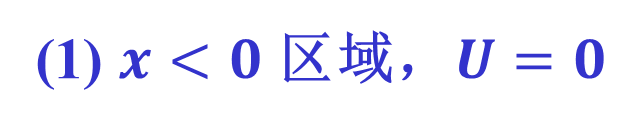 (1) x < 0 区域，U = 0